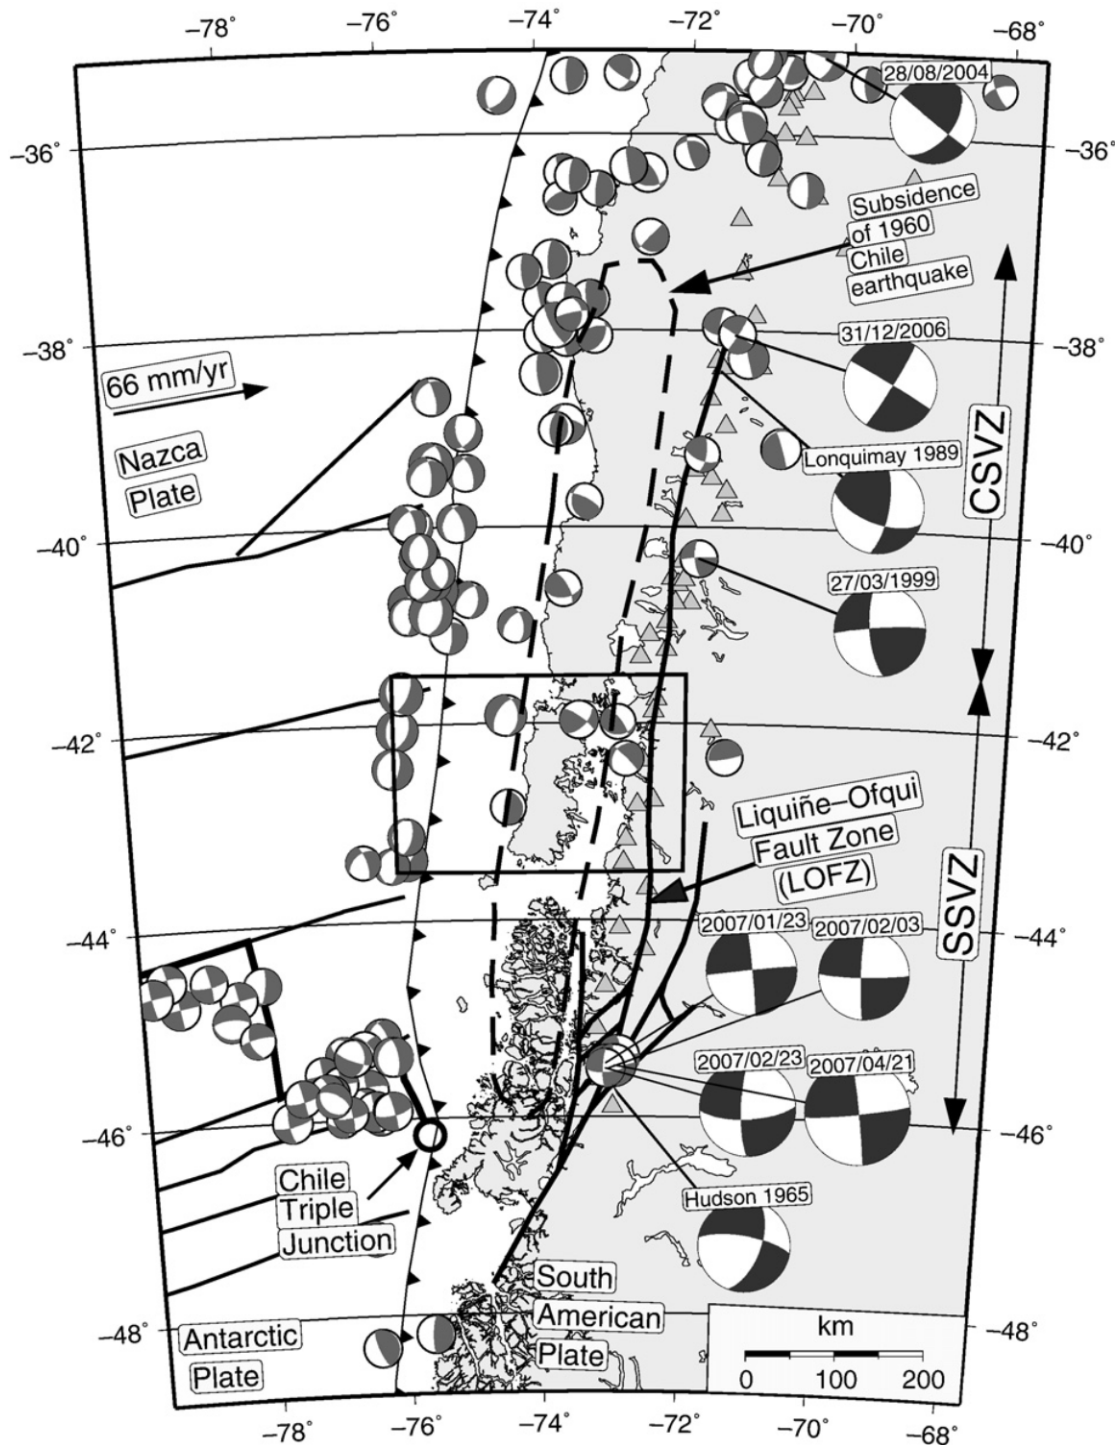 −78° −76° −74° −72° −70° −68°
28/08/2004
−36° −36°
Subsidence
of 1960
Chile
earthquake
31/12/2006
−38° −38°
66 mm/yr
Nazca
Plate
Lonquimay 1989
CSVZ
−40° −40°
27/03/1999
−42° −42°
Liquiñe–Ofqui
Fault Zone
(LOFZ)
SSVZ
2007/01/23 2007/02/03
−44° −44°
2007/02/23 2007/04/21
−46° −46°
Chile
Triple
Junction
Hudson 1965
South
American
Plate
km
0 100 200
−48° −48°
Antarctic
Plate
−78° −76° −74° −72° −70° −68°